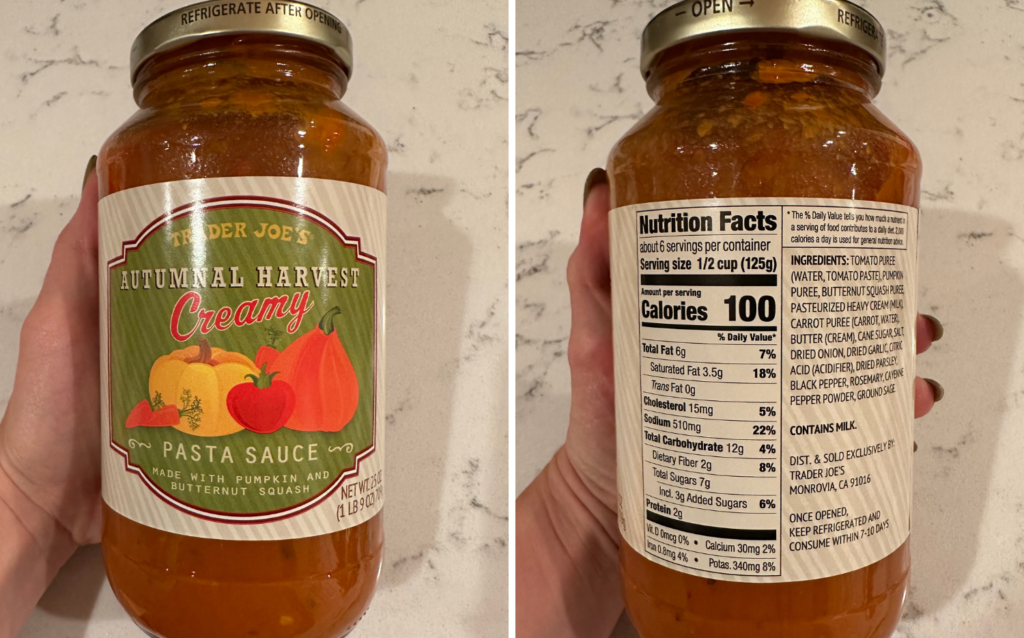 REFRIGERATE AFTER OPENING
TRADER JOE'S
AUTUMNAL HARVEST
Creamy
PASTA SAUCE
MADE WITH PUMPKIN AND
BUTTERNUT SQUASH
NET WT. 25 OZ
(1 LB 9 OZ)
← OPEN →
REFRIGER
Nutrition Facts
about 6 servings per container
Serving size 1/2 cup (125g)
Amount per serving
Calories 100
% Daily Value*
Total Fat 6g 7%
Saturated Fat 3.5g 18%
Trans Fat 0g
Cholesterol 15mg 5%
Sodium 510mg 22%
Total Carbohydrate 12g 4%
Dietary Fiber 2g 8%
Total Sugars 7g
Incl. 3g Added Sugars 6%
Protein 2g
Vit. D 0mcg 0% • Calcium 30mg 2%
Iron 0.8mg 4% • Potas. 340mg 8%
* The % Daily Value tells you how much a nutrient in
a serving of food contributes to a daily diet. 2,000
calories a day is used for general nutrition advice.
INGREDIENTS: TOMATO PUREE
(WATER, TOMATO PASTE), PUMPKIN
PUREE, BUTTERNUT SQUASH PUREE,
PASTEURIZED HEAVY CREAM (MILK),
CARROT PUREE (CARROT, WATER),
BUTTER (CREAM), CANE SUGAR, SALT,
DRIED ONION, DRIED GARLIC, CITRIC
ACID (ACIDIFIER), DRIED PARSLEY,
BLACK PEPPER, ROSEMARY, CAYENNE
PEPPER POWDER, GROUND SAGE
CONTAINS MILK.
DIST. & SOLD EXCLUSIVELY BY:
TRADER JOE'S
MONROVIA, CA 91016
ONCE OPENED,
KEEP REFRIGERATED AND
CONSUME WITHIN 7-10 DAYS